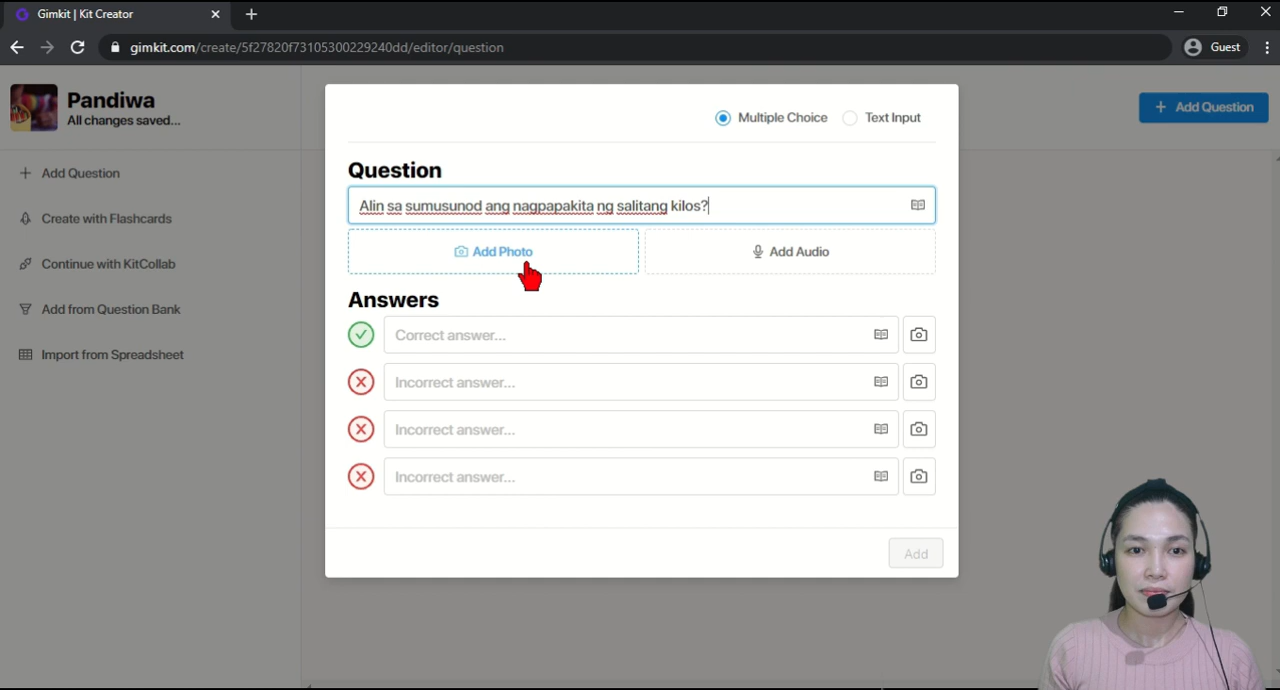 Gimkit | Kit Creator
gimkit.com/create/5f27820f73105300229240dd/editor/question
Guest
Pandiwa
All changes saved...
+ Add Question
Add Question
Create with Flashcards
Continue with KitCollab
Add from Question Bank
Import from Spreadsheet
Multiple Choice
Text Input
Question
Alin sa sumusunod ang nagpapakita ng salitang kilos?
Add Photo
Add Audio
Answers
Correct answer...
Incorrect answer...
Incorrect answer...
Incorrect answer...
Add